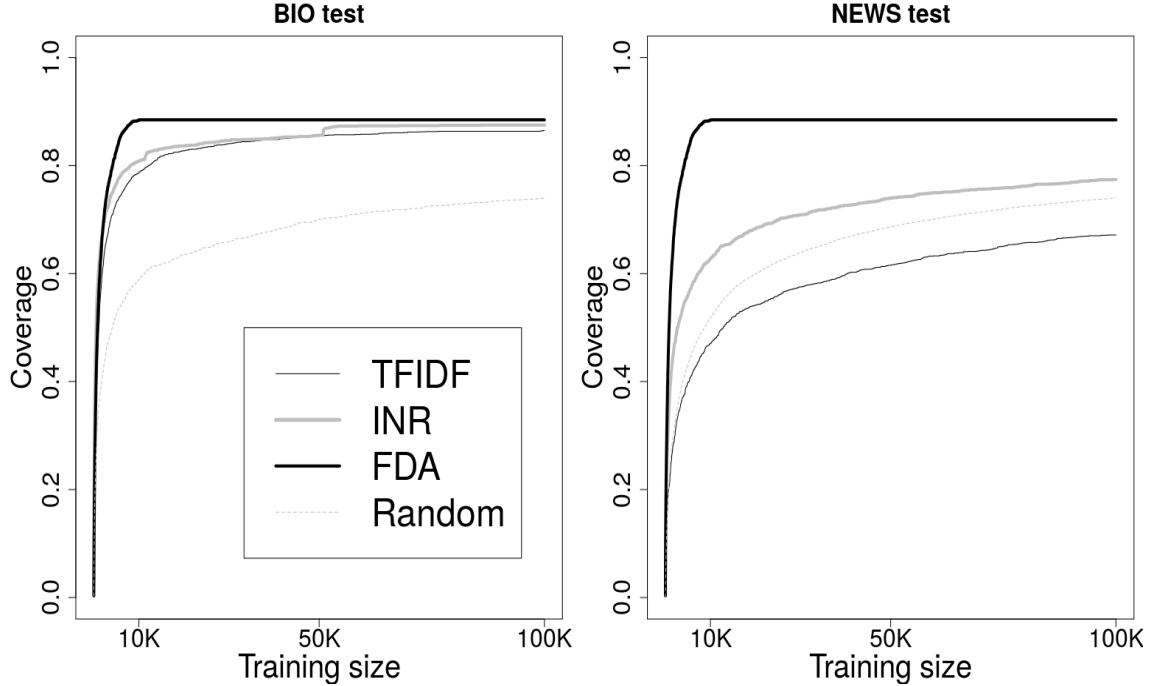 BIO test
Coverage
1.0
0.8
0.6
0.4
0.2
0.0
TFIDF
INR
FDA
Random
10K
50K
100K
Training size
NEWS test
Coverage
1.0
0.8
0.6
0.4
0.2
0.0
10K
50K
100K
Training size